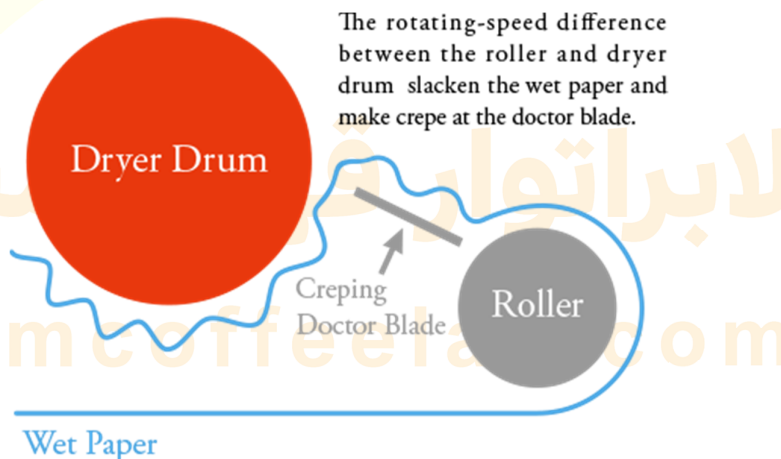 The rotating-speed difference
between the roller and dryer
drum slacken the wet paper and
make crepe at the doctor blade.
Dryer Drum
Creping
Doctor Blade
Roller
Wet Paper